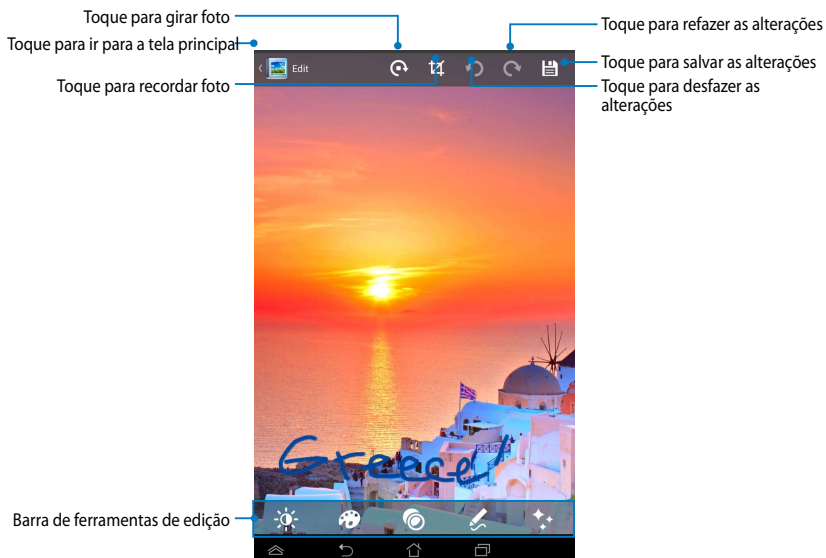 Toque para girar foto
Toque para refazer as alterações
Toque para ir para a tela principal
Edit
Toque para salvar as alterações
Toque para recordar foto
Toque para desfazer as
alterações
Greece!
Barra de ferramentas de edição